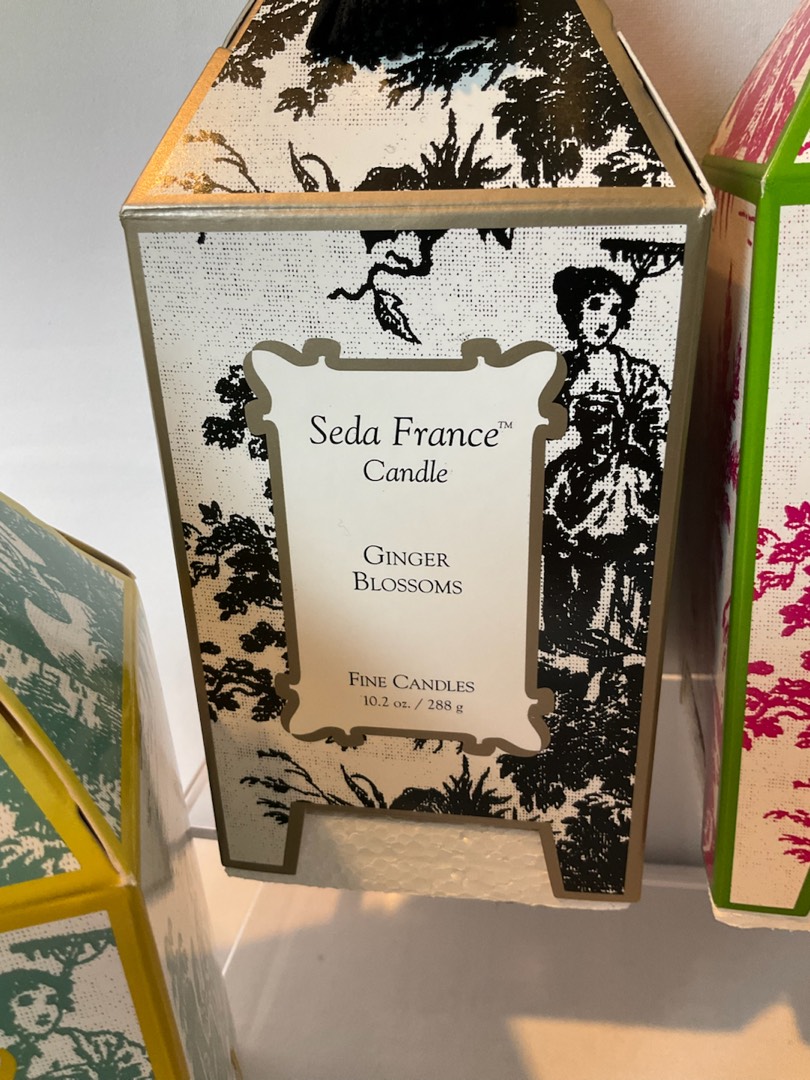 Seda France™
Candle
GINGER
BLOSSOMS
FINE CANDLES
10.2 oz. / 288 g